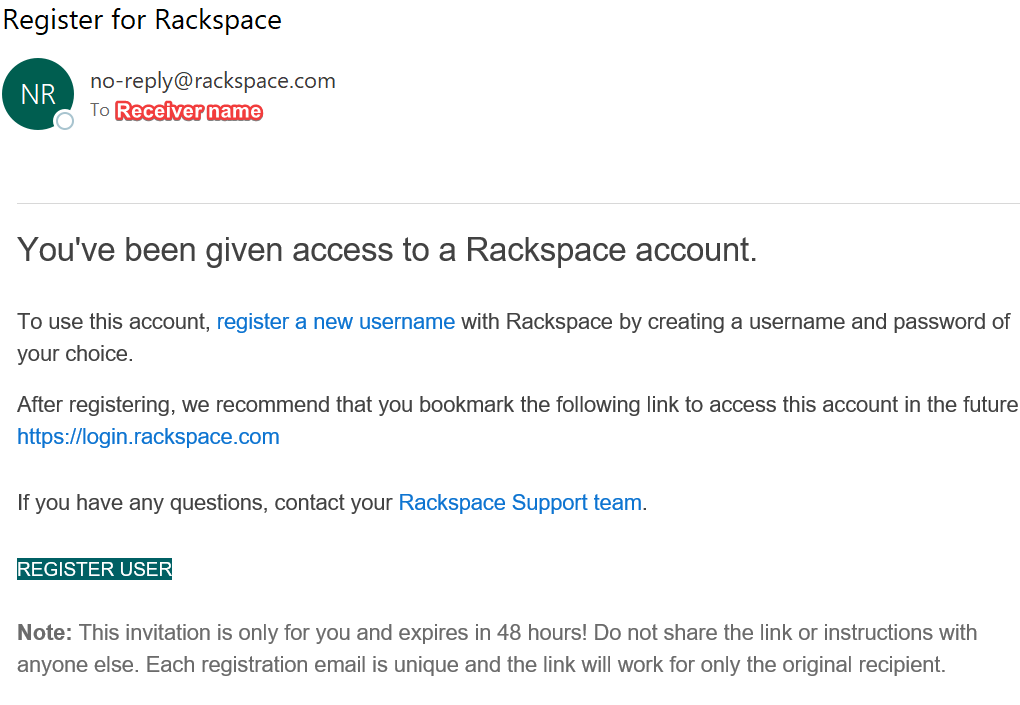 Register for Rackspace
NR
no-reply@rackspace.com
To Receiver name
You've been given access to a Rackspace account.
To use this account, register a new username with Rackspace by creating a username and password of
your choice.
After registering, we recommend that you bookmark the following link to access this account in the future
https://login.rackspace.com
If you have any questions, contact your Rackspace Support team.
REGISTER USER
Note: This invitation is only for you and expires in 48 hours! Do not share the link or instructions with
anyone else. Each registration email is unique and the link will work for only the original recipient.